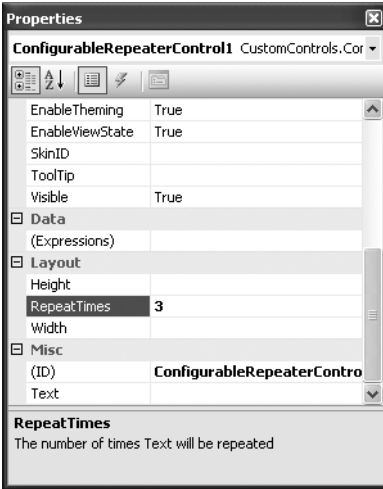 Properties
ConfigurableRepeaterControl1 CustomControls.Cor
EnableTheming True
EnableViewState True
SkinID
ToolTip
Visible True
Data
(Expressions)
Layout
Height
RepeatTimes 3
Width
Misc
(ID) ConfigurableRepeaterContro
Text
RepeatTimes
The number of times Text will be repeated